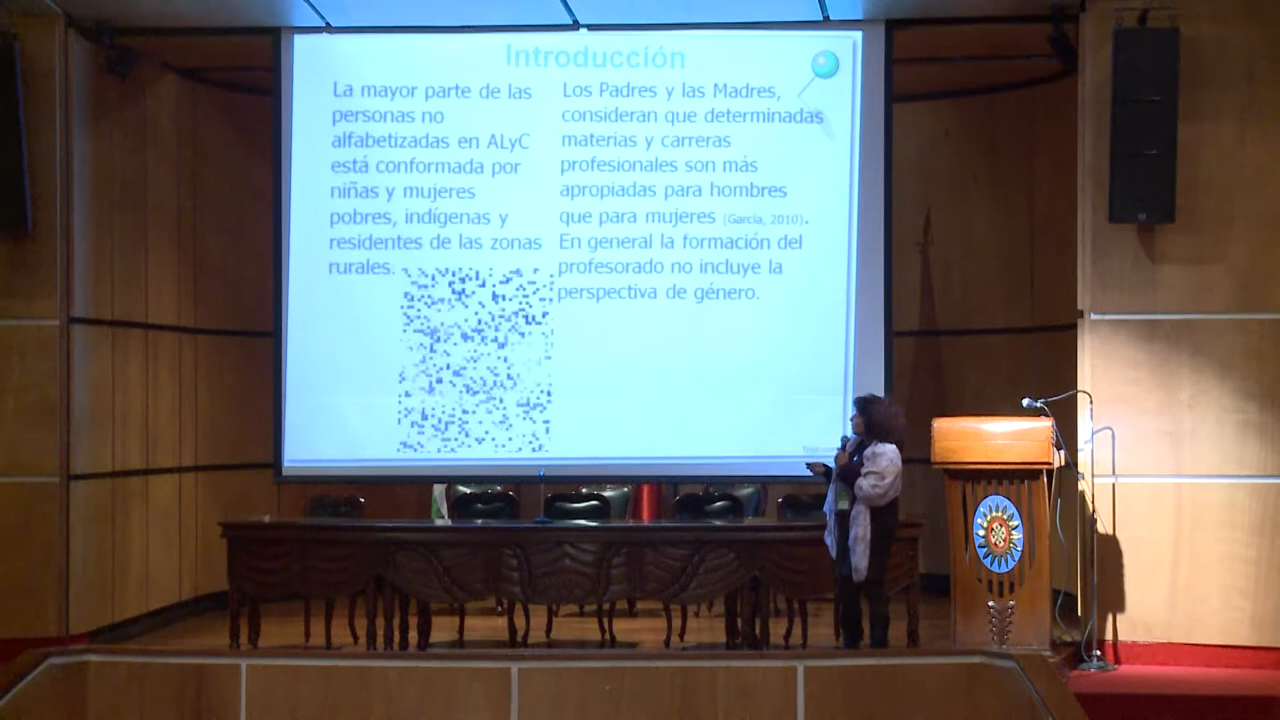 Introducción
La mayor parte de las
personas no
alfabetizadas en ALyC
está conformada por
niñas y mujeres
pobres, indígenas y
residentes de las zonas
rurales.
Los Padres y las Madres,
consideran que determinadas
materias y carreras
profesionales son más
apropiadas para hombres
que para mujeres (García, 2010).
En general la formación del
profesorado no incluye la
perspectiva de género.